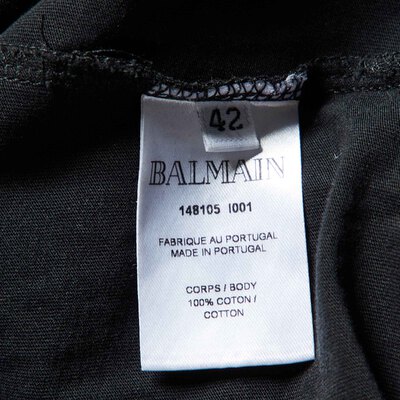 42
BALMAIN
148105 I001
FABRIQUE AU PORTUGAL
MADE IN PORTUGAL
CORPS / BODY
100% COTON /
COTTON